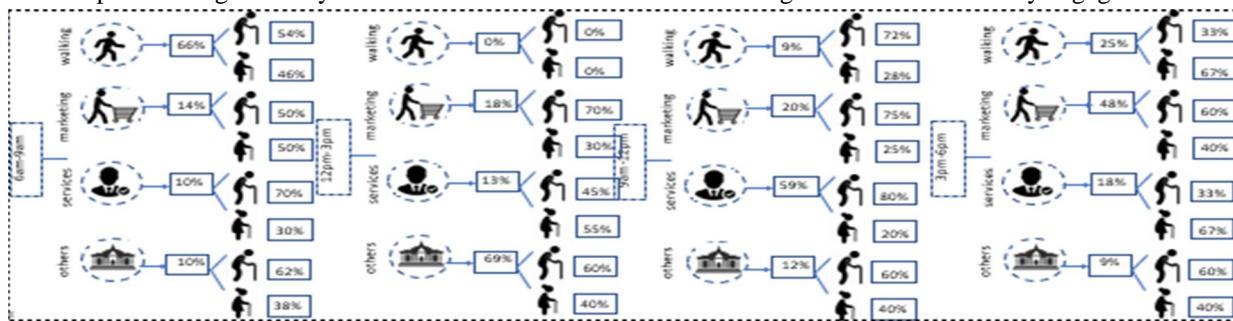 6am-9am
walking
66%
54%
46%
marketing
14%
50%
50%
services
10%
70%
30%
others
10%
62%
38%
12pm-3pm
walking
0%
0%
0%
marketing
18%
70%
30%
services
13%
45%
55%
others
69%
60%
40%
walking
9%
72%
28%
marketing
20%
75%
25%
services
59%
80%
20%
others
12%
60%
40%
3pm-6pm
walking
25%
33%
67%
marketing
48%
60%
40%
services
18%
33%
67%
others
9%
60%
40%